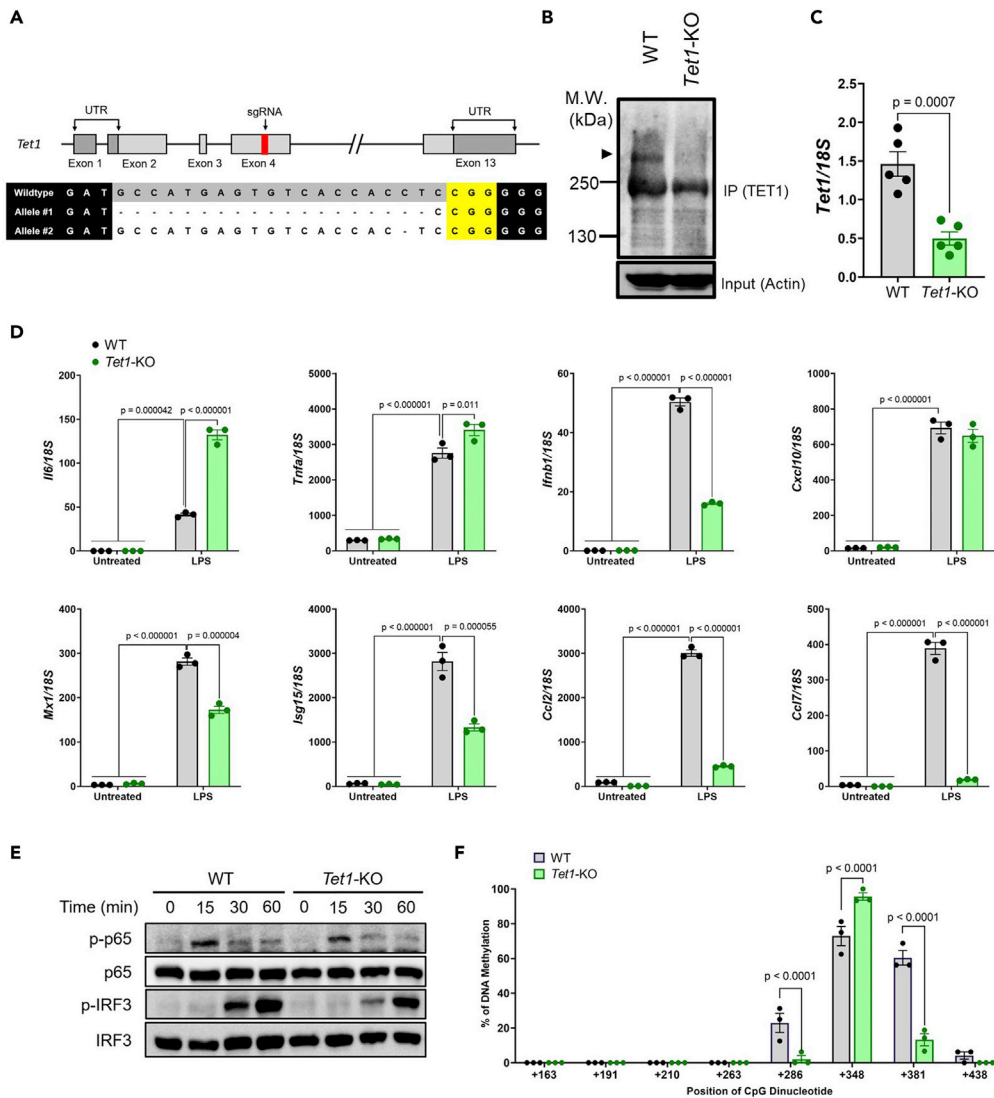 A
UTR
sgRNA
UTR
Tet1
Exon 1
Exon 2
Exon 3
Exon 4
Exon 13
Wildtype G A T G C C A T G A G T G T C A C C A C C T C C G G G G
Allele #1 G A T - - - - - - - - - - - - - - - - - C C G G G G
Allele #2 G A T G C C A T G A G T G T C A C C A C - T C C G G G G
B
WT
Tet1-KO
M.W.
(kDa)
250
130
IP (TET1)
Input (Actin)
C
p = 0.0007
Tet1/18S
2.5
2.0
1.5
1.0
0.5
0.0
WT
Tet1-KO
D
WT
Tet1-KO
Il6/18S
200
150
100
50
0
p = 0.000042
p < 0.000001
Untreated
LPS
Tnfa/18S
5000
4000
3000
2000
1000
0
p < 0.000001
p = 0.011
Untreated
LPS
Ifnb1/18S
60
40
20
0
p < 0.000001
p < 0.000001
Untreated
LPS
Cxcl10/18S
1000
800
600
400
200
0
p < 0.000001
Untreated
LPS
Mx1/18S
400
300
200
100
0
p < 0.000001
p = 0.000004
Untreated
LPS
Isg15/18S
4000
3000
2000
1000
0
p < 0.000001
p = 0.000055
Untreated
LPS
Ccl2/18S
4000
3000
2000
1000
0
p < 0.000001
p < 0.000001
Untreated
LPS
Ccl7/18S
500
400
300
200
100
0
p < 0.000001
p < 0.000001
Untreated
LPS
E
WT
Tet1-KO
Time (min) 0 15 30 60 0 15 30 60
p-p65
p65
p-IRF3
IRF3
F
WT
Tet1-KO
% of DNA Methylation
100
80
60
40
20
0
p < 0.0001
p < 0.0001
p < 0.0001
+163
+191
+210
+263
+286
+348
+381
+438
Position of CpG Dinucleotide